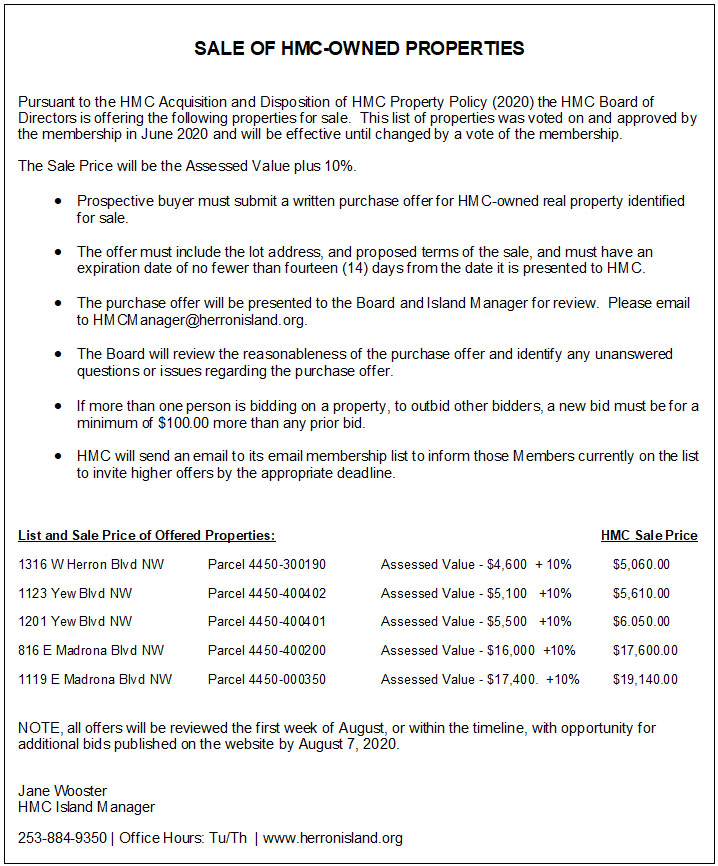 SALE OF HMC-OWNED PROPERTIES
Pursuant to the HMC Acquisition and Disposition of HMC Property Policy (2020) the HMC Board of
Directors is offering the following properties for sale.  This list of properties was voted on and approved by
the membership in June 2020 and will be effective until changed by a vote of the membership.
The Sale Price will be the Assessed Value plus 10%.
• Prospective buyer must submit a written purchase offer for HMC-owned real property identified
for sale.
• The offer must include the lot address, and proposed terms of the sale, and must have an
expiration date of no fewer than fourteen (14) days from the date it is presented to HMC.
• The purchase offer will be presented to the Board and Island Manager for review.  Please email
to HMCManager@herronisland.org.
• The Board will review the reasonableness of the purchase offer and identify any unanswered
questions or issues regarding the purchase offer.
• If more than one person is bidding on a property, to outbid other bidders, a new bid must be for a
minimum of $100.00 more than any prior bid.
• HMC will send an email to its email membership list to inform those Members currently on the list
to invite higher offers by the appropriate deadline.
List and Sale Price of Offered Properties: HMC Sale Price
1316 W Herron Blvd NW Parcel 4450-300190 Assessed Value - $4,600  + 10% $5,060.00
1123 Yew Blvd NW Parcel 4450-400402 Assessed Value - $5,100  +10% $5,610.00
1201 Yew Blvd NW Parcel 4450-400401 Assessed Value - $5,500  +10% $6.050.00
816 E Madrona Blvd NW Parcel 4450-400200 Assessed Value - $16,000  +10% $17,600.00
1119 E Madrona Blvd NW Parcel 4450-000350 Assessed Value - $17,400.  +10% $19,140.00
NOTE, all offers will be reviewed the first week of August, or within the timeline, with opportunity for
additional bids published on the website by August 7, 2020.
Jane Wooster
HMC Island Manager
253-884-9350 | Office Hours: Tu/Th  | www.herronisland.org